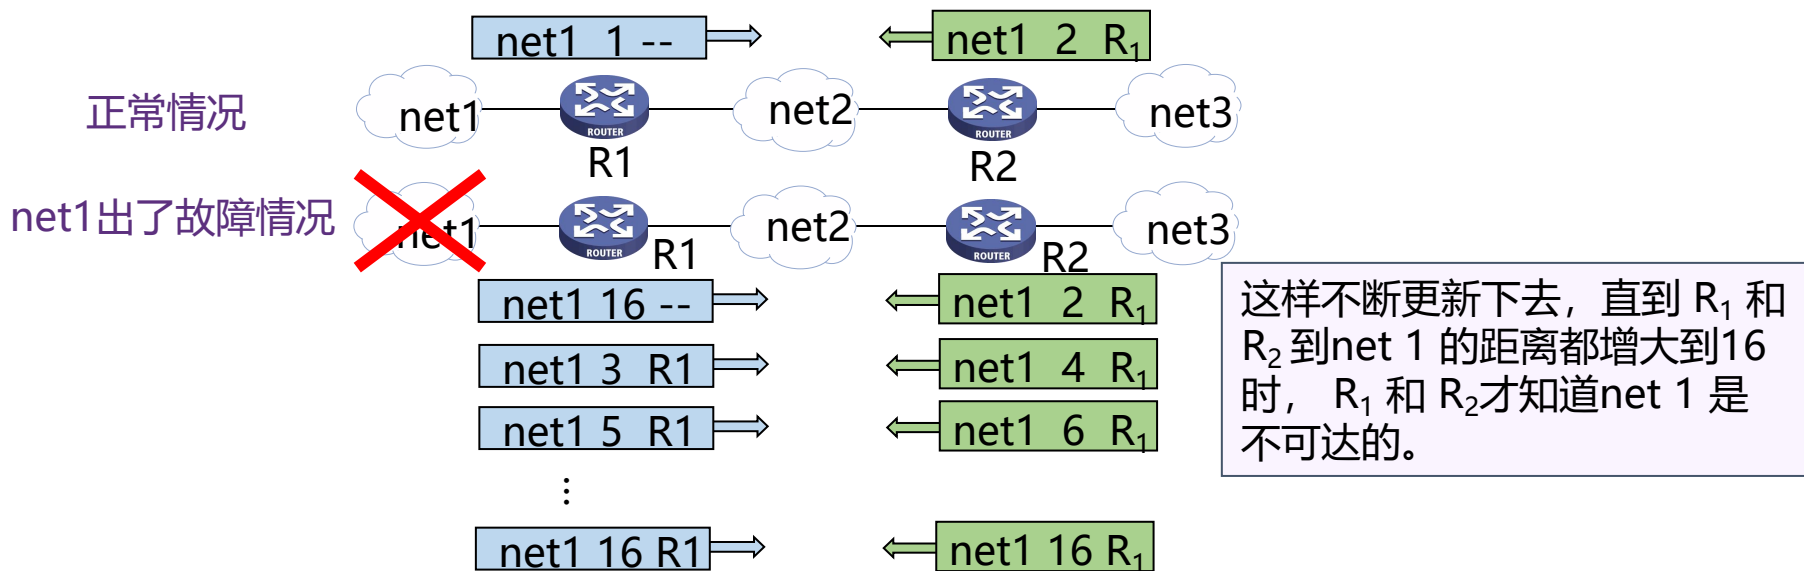 net1 1 --
net1 2 R₁
正常情况
net1
ROUTER
net2
ROUTER
net3
R1
R2
net1出了故障情况
net1
ROUTER
net2
ROUTER
net3
R1
R2
net1 16 --
net1 2 R₁
net1 3 R1
net1 4 R₁
net1 5 R1
net1 6 R₁
⋮
net1 16 R1
net1 16 R₁
这样不断更新下去，直到 R₁ 和
R₂ 到net 1 的距离都增大到16
时， R₁ 和 R₂才知道net 1 是
不可达的。